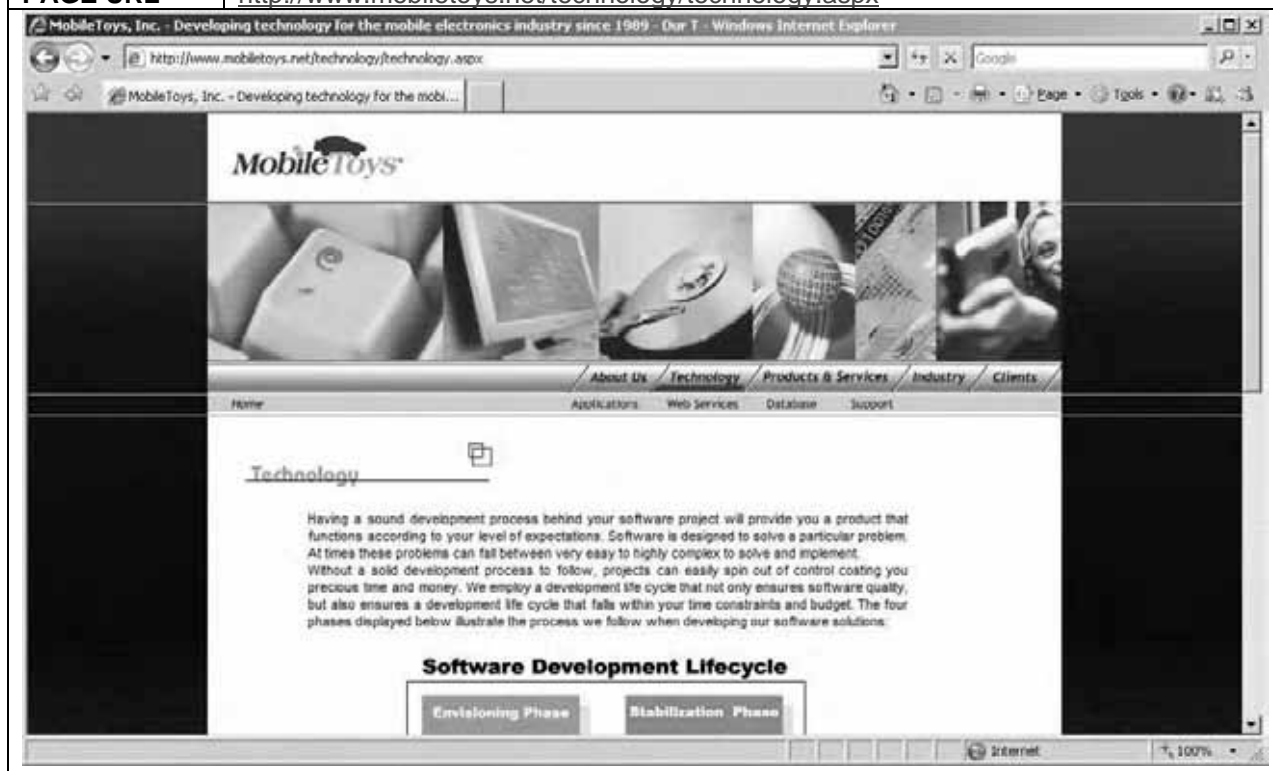 PAGE URL http://www.mobiletoys.net/technology/technology.aspx
MobileToys, Inc. - Developing technology for the mobile electronics industry since 1989 - Our T - Windows Internet Explorer
http://www.mobiletoys.net/technology/technology.aspx
Google
MobileToys, Inc. - Developing technology for the mobi...
Page
Tools
MobileToys
About Us
Technology
Products & Services
Industry
Clients
Home
Applications
Web Services
Database
Support
Technology
Having a sound development process behind your software project will provide you a product that
functions according to your level of expectations. Software is designed to solve a particular problem.
At times these problems can fall between very easy to highly complex to solve and implement.
Without a solid development process to follow, projects can easily spin out of control costing you
precious time and money. We employ a development life cycle that not only ensures software quality,
but also ensures a development life cycle that falls within your time constraints and budget. The four
phases displayed below illustrate the process we follow when developing our software solutions:
Software Development Lifecycle
Envisioning Phase
Stabilization Phase
Internet
100%